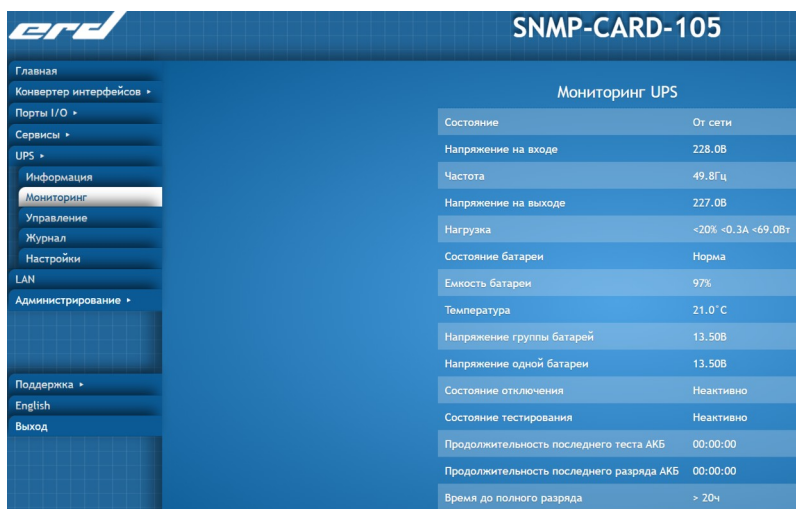 erd
SNMP-CARD-105
Главная
Конвертер интерфейсов ▸
Порты I/O ▸
Сервисы ▸
UPS ▸
Информация
Мониторинг
Управление
Журнал
Настройки
LAN
Администрирование ▸
Поддержка ▸
English
Выход
Мониторинг UPS
Состояние От сети
Напряжение на входе 228.0В
Частота 49.8Гц
Напряжение на выходе 227.0В
Нагрузка <20% <0.3А <69.0Вт
Состояние батареи Норма
Емкость батареи 97%
Температура 21.0°C
Напряжение группы батарей 13.50В
Напряжение одной батареи 13.50В
Состояние отключения Неактивно
Состояние тестирования Неактивно
Продолжительность последнего теста АКБ 00:00:00
Продолжительность последнего разряда АКБ 00:00:00
Время до полного разряда > 20ч